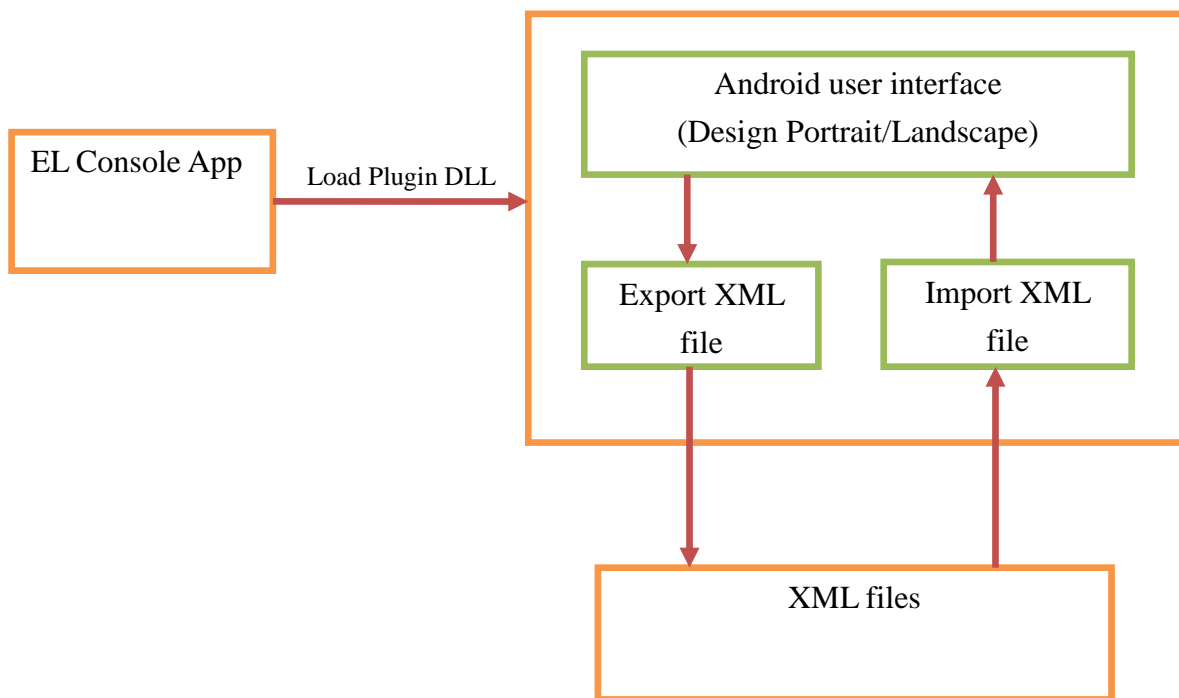 Android user interface
(Design Portrait/Landscape)
EL Console App
Load Plugin DLL
Export XML
file
Import XML
file
XML files